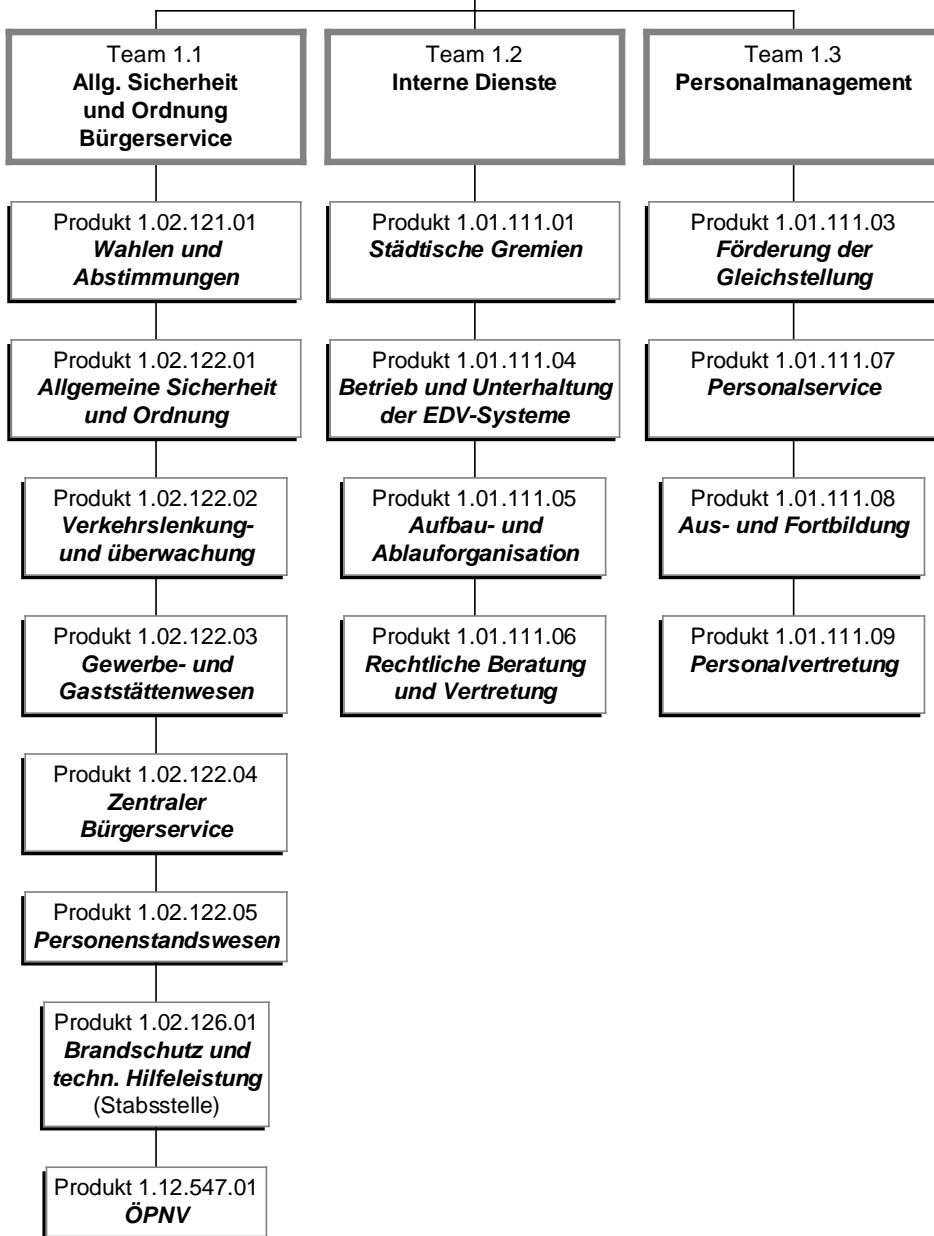 Team 1.1
Allg. Sicherheit
und Ordnung
Bürgerservice
Produkt 1.02.121.01
Wahlen und
Abstimmungen
Produkt 1.02.122.01
Allgemeine Sicherheit
und Ordnung
Produkt 1.02.122.02
Verkehrslenkung-
und überwachung
Produkt 1.02.122.03
Gewerbe- und
Gaststättenwesen
Produkt 1.02.122.04
Zentraler
Bürgerservice
Produkt 1.02.122.05
Personenstandswesen
Produkt 1.02.126.01
Brandschutz und
techn. Hilfeleistung
(Stabsstelle)
Produkt 1.12.547.01
ÖPNV
Team 1.2
Interne Dienste
Produkt 1.01.111.01
Städtische Gremien
Produkt 1.01.111.04
Betrieb und Unterhaltung
der EDV-Systeme
Produkt 1.01.111.05
Aufbau- und
Ablauforganisation
Produkt 1.01.111.06
Rechtliche Beratung
und Vertretung
Team 1.3
Personalmanagement
Produkt 1.01.111.03
Förderung der
Gleichstellung
Produkt 1.01.111.07
Personalservice
Produkt 1.01.111.08
Aus- und Fortbildung
Produkt 1.01.111.09
Personalvertretung